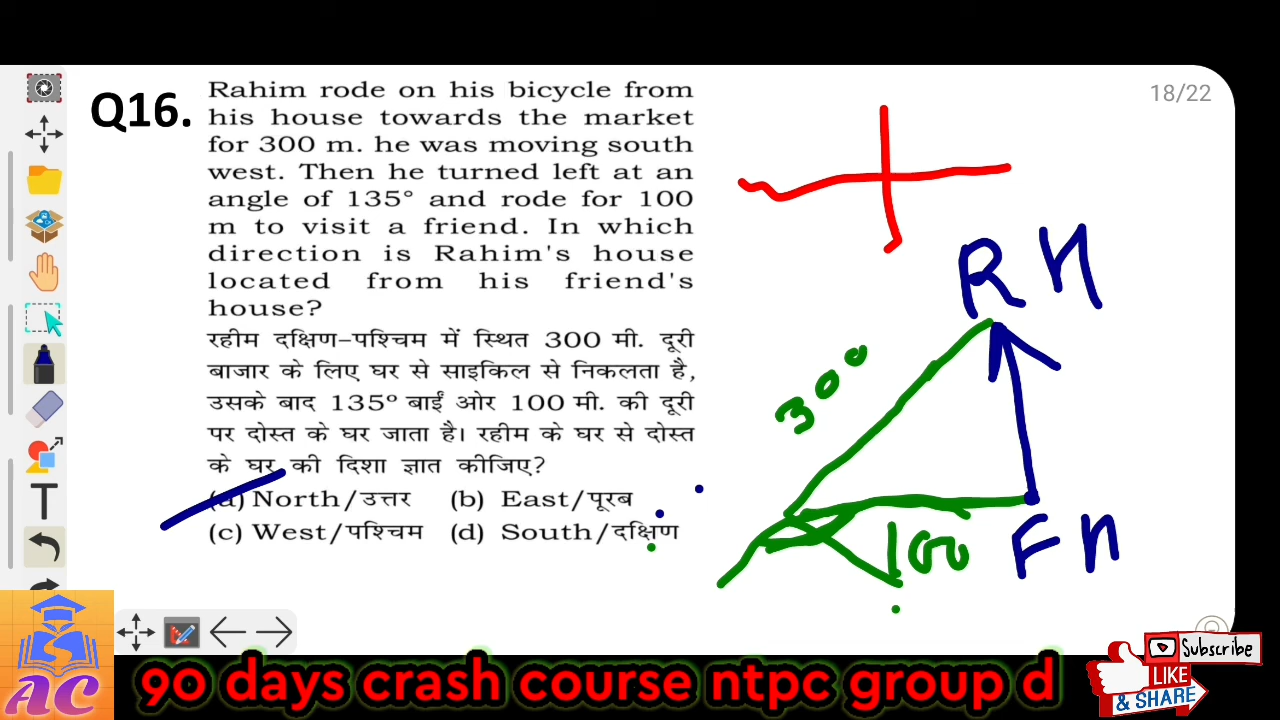 18/22
Q16.
Rahim rode on his bicycle from
his house towards the market
for 300 m. he was moving south
west. Then he turned left at an
angle of 135° and rode for 100
m to visit a friend. In which
direction is Rahim's house
located from his friend's
house?
रहीम दक्षिण-पश्चिम में स्थित 300 मी. दूरी
बाजार के लिए घर से साइकिल से निकलता है,
उसके बाद 135° बाईं ओर 100 मी. की दूरी
पर दोस्त के घर जाता है। रहीम के घर से दोस्त
के घर की दिशा ज्ञात कीजिए?
(a) North/उत्तर (b) East/पूरब
(c) West/पश्चिम (d) South/दक्षिण
R H
300
100
F H
T
AC
90 days crash course ntpc group d
Subscribe
LIKE
& SHARE